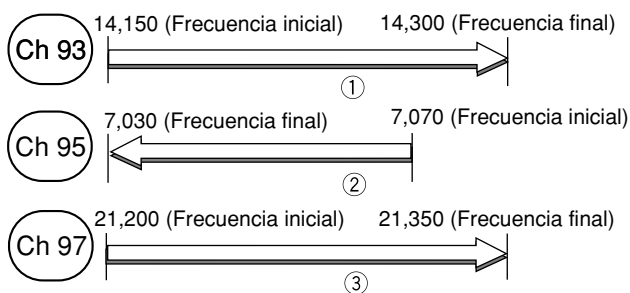 14,150 (Frecuencia inicial) 14,300 (Frecuencia final)
Ch 93
①
7,030 (Frecuencia final) 7,070 (Frecuencia inicial)
Ch 95
②
21,200 (Frecuencia inicial) 21,350 (Frecuencia final)
Ch 97
③